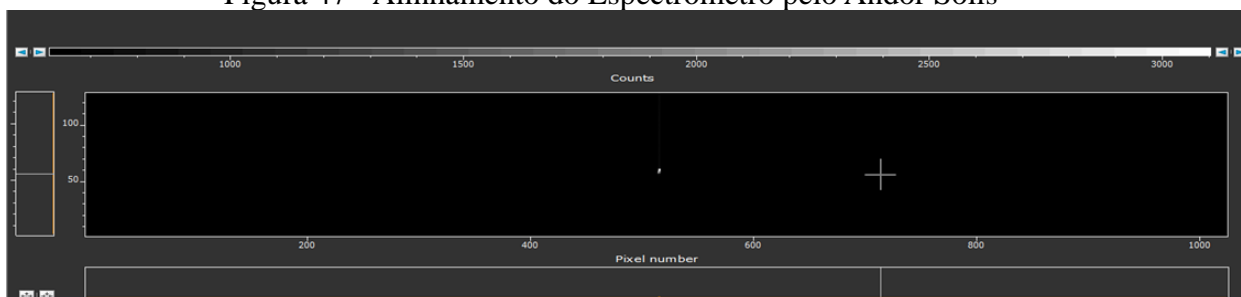 Figura 47 - Alinhamento do Espectrômetro pelo Andor Solis
1000 1500 2000 2500 3000
Counts
100
50
200 400 600 800 1000
Pixel number